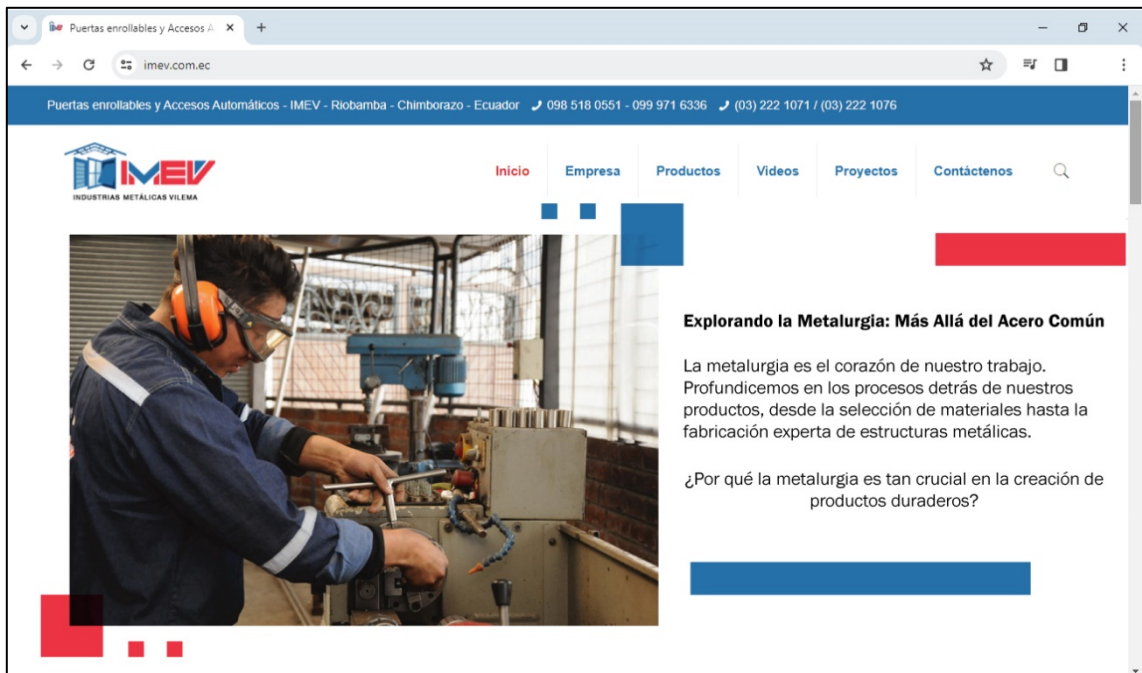 Puertas enrollables y Accesos A
imev.com.ec
Puertas enrollables y Accesos Automáticos - IMEV - Riobamba - Chimborazo - Ecuador 098 518 0551 - 099 971 6336 (03) 222 1071 / (03) 222 1076
IMEV
INDUSTRIAS METÁLICAS VILEMA
Inicio Empresa Productos Videos Proyectos Contáctenos
Explorando la Metalurgia: Más Allá del Acero Común
La metalurgia es el corazón de nuestro trabajo.
Profundicemos en los procesos detrás de nuestros
productos, desde la selección de materiales hasta la
fabricación experta de estructuras metálicas.
¿Por qué la metalurgia es tan crucial en la creación de
productos duraderos?